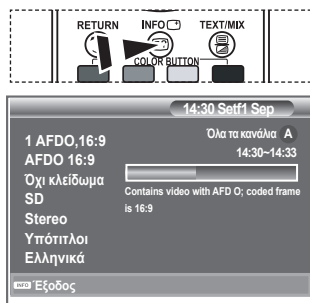 RETURN INFO TEXT/MIX
COLOR BUTTON
14:30 Setf1 Sep
1 AFDO,16:9
AFDO 16:9
Όχι κλείδωμα
SD
Stereo
Υπότιτλοι
Ελληνικά
Όλα τα κανάλια A
14:30~14:33
Contains video with AFD O; coded frame
is 16:9
INFO Έξοδος